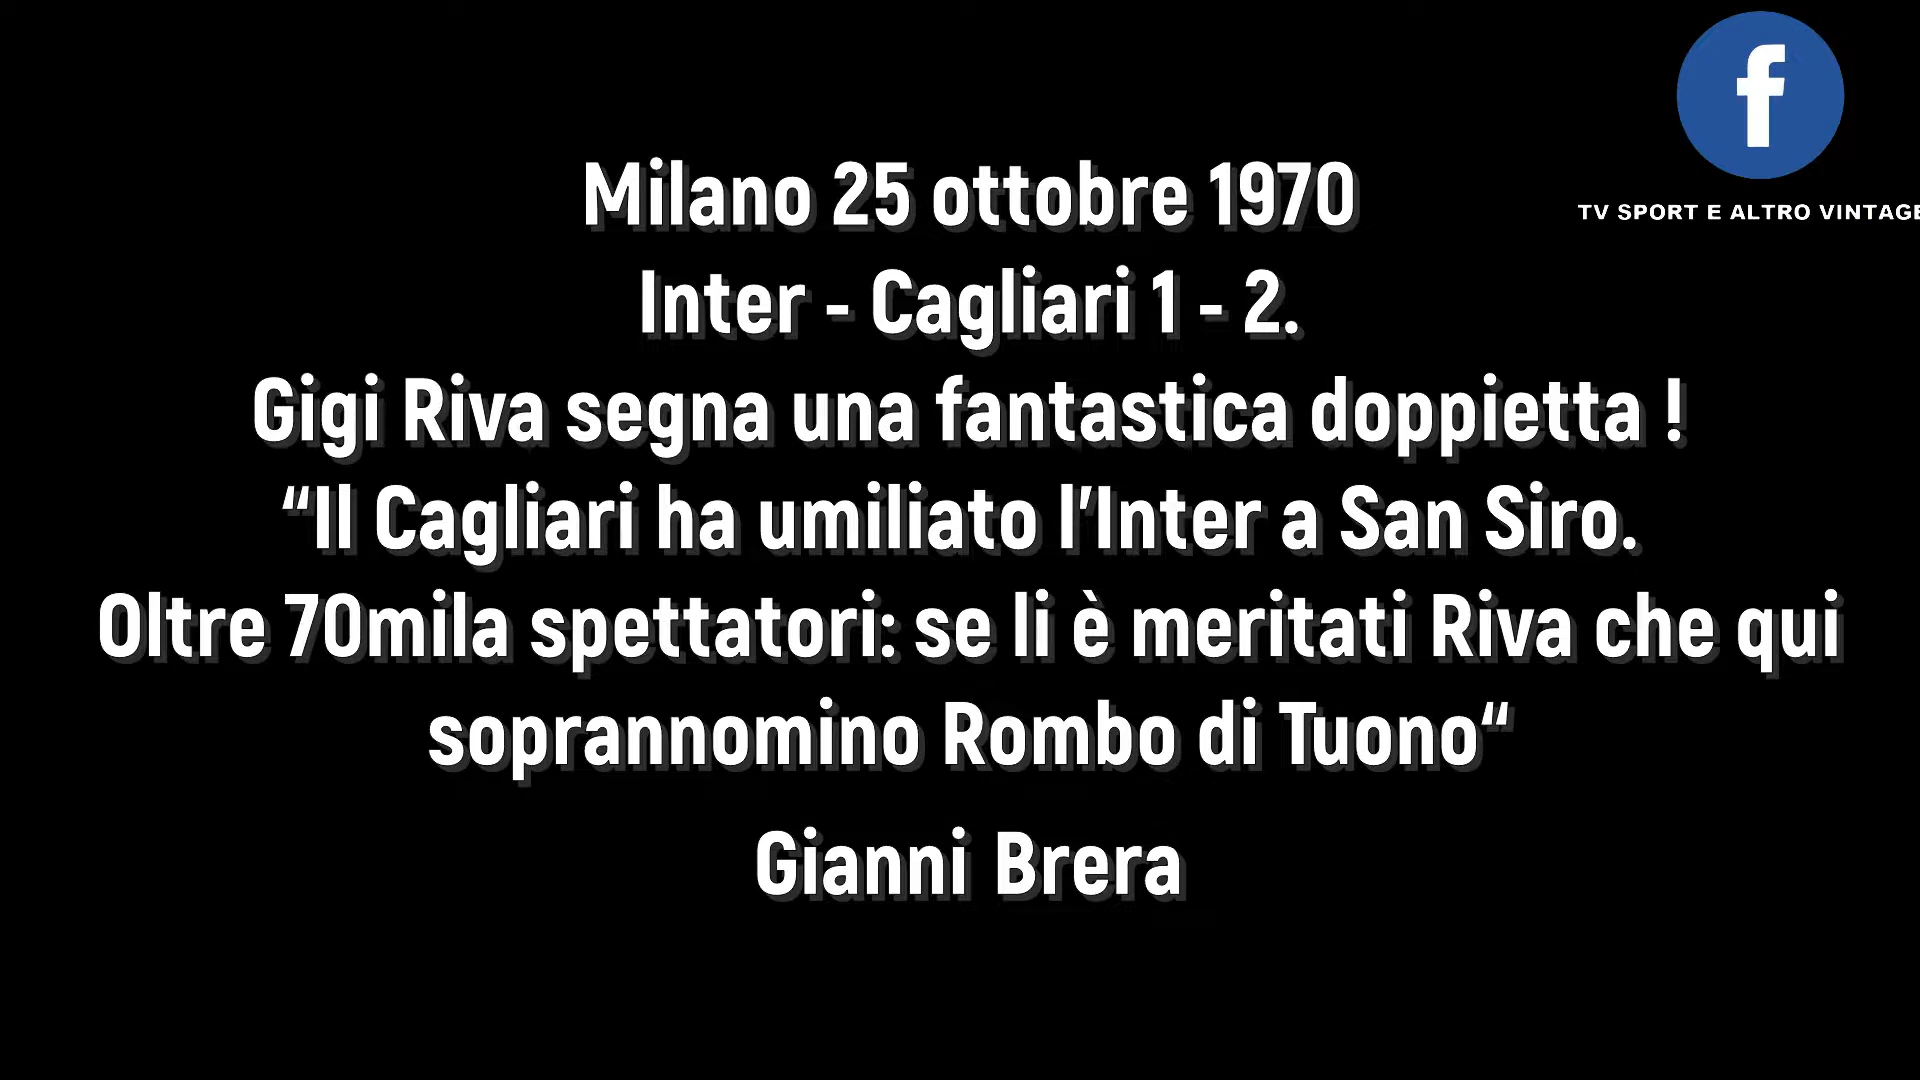 f
TV SPORT E ALTRO VINTAGE
Milano 25 ottobre 1970
Inter - Cagliari 1 - 2.
Gigi Riva segna una fantastica doppietta !
“Il Cagliari ha umiliato l’Inter a San Siro.
Oltre 70mila spettatori: se li è meritati Riva che qui
soprannomino Rombo di Tuono“
Gianni Brera